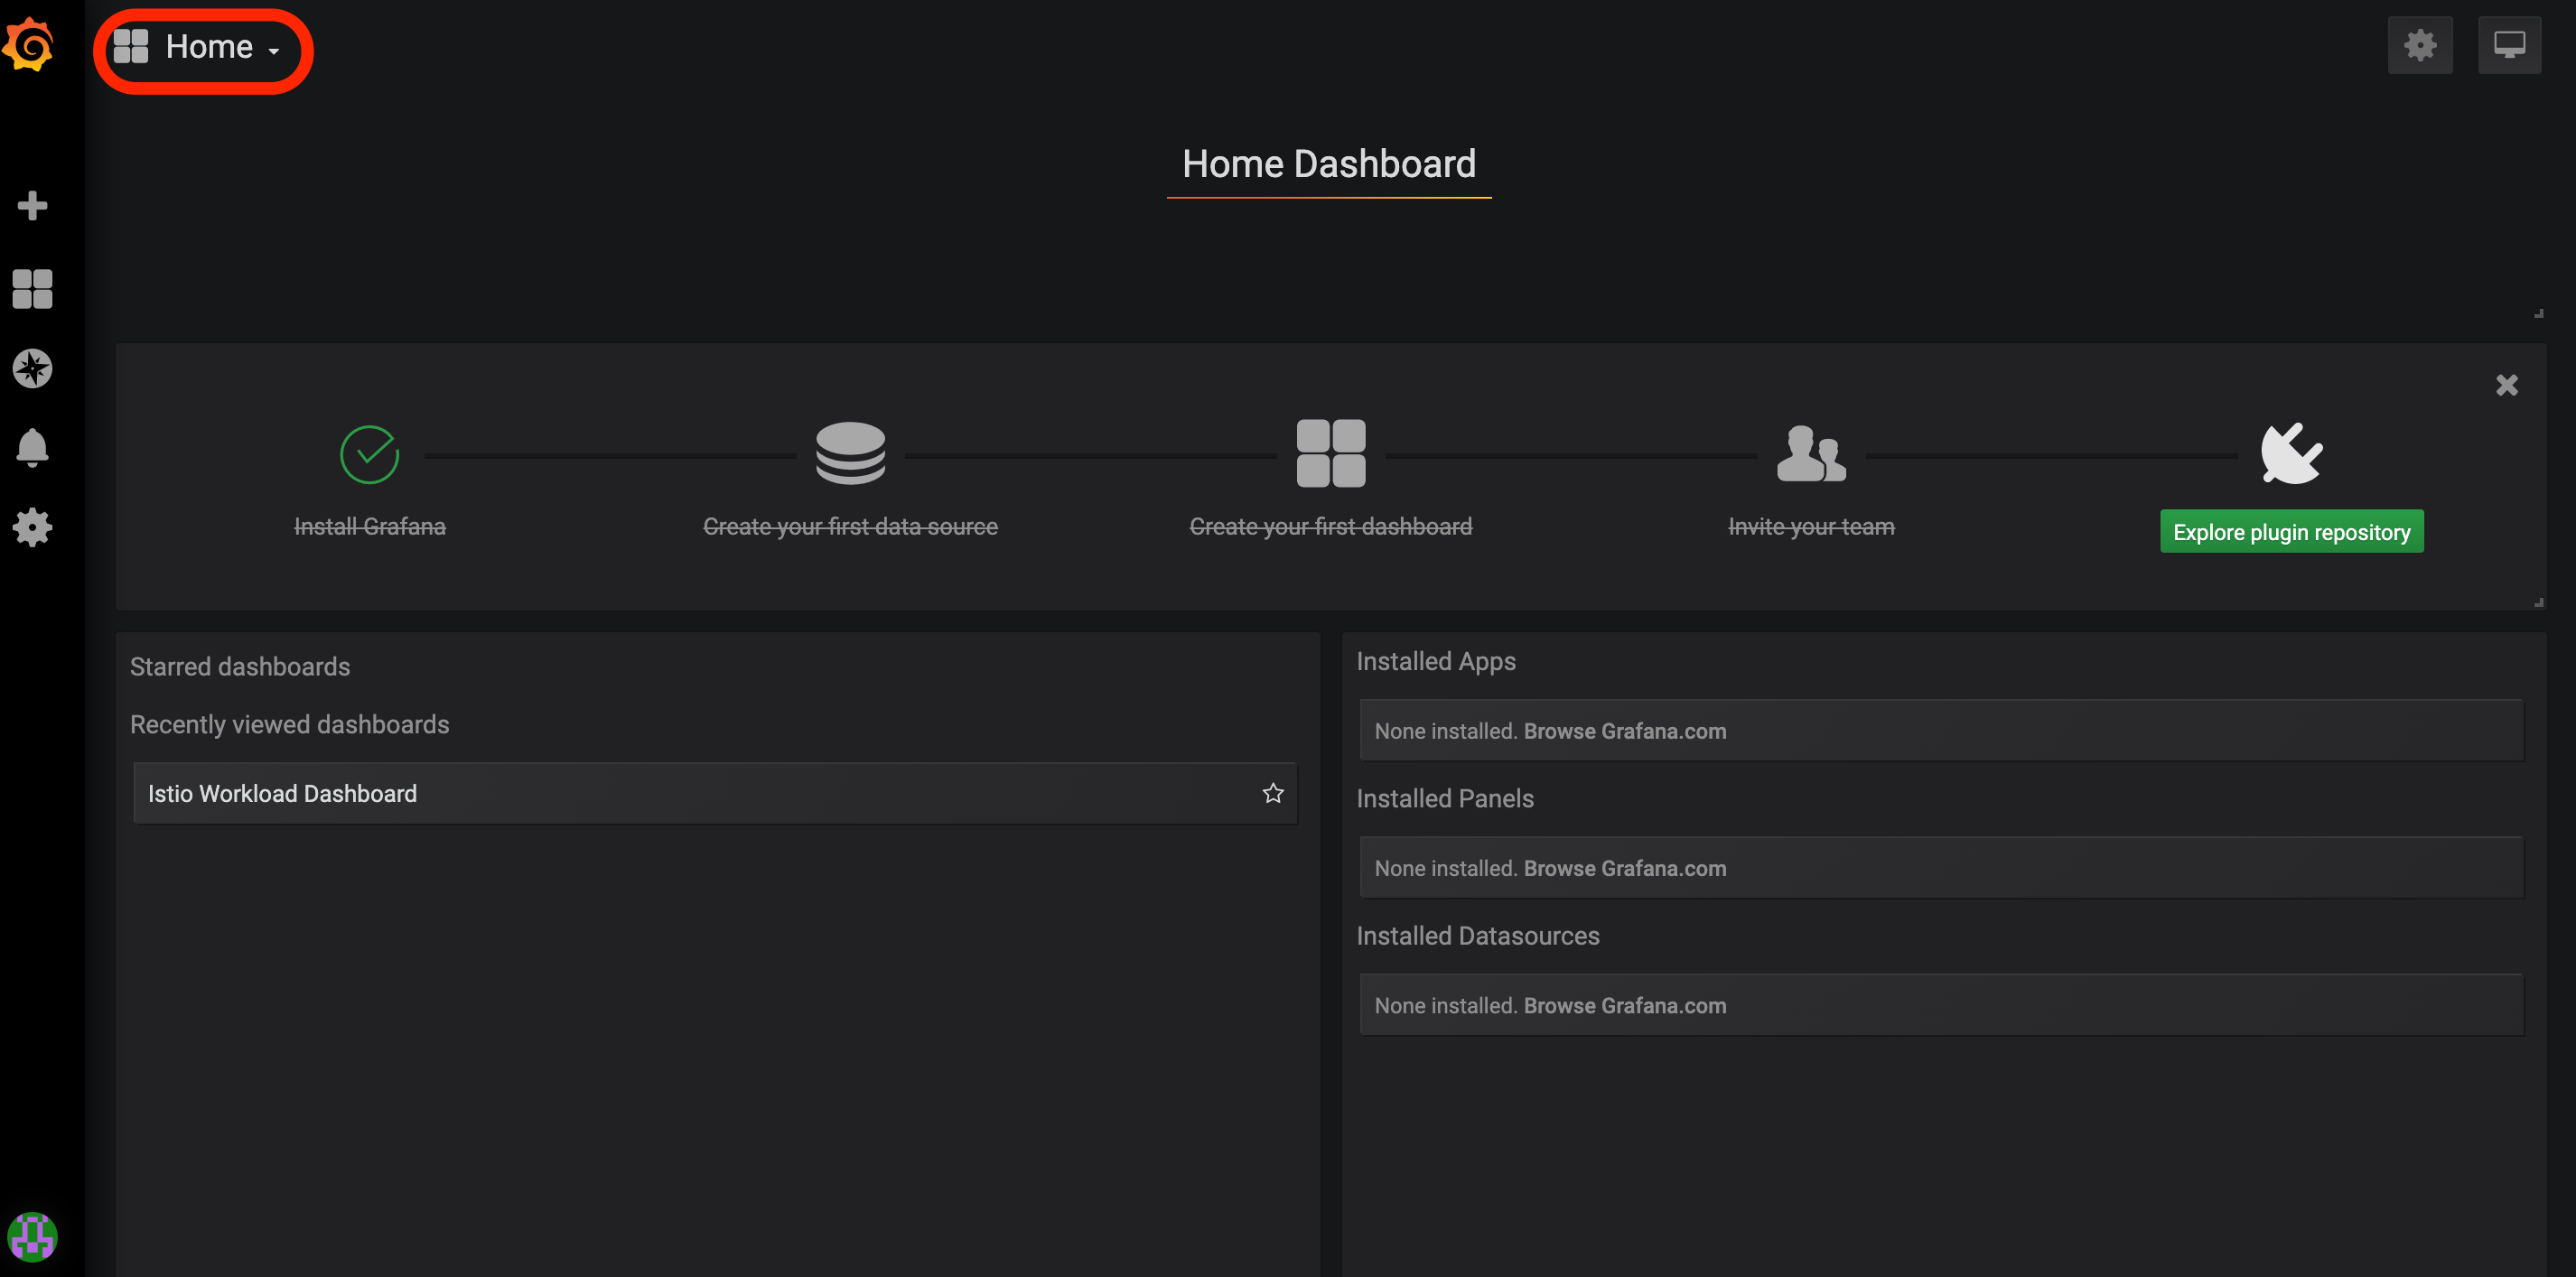 Home
Home Dashboard
Install Grafana
Create your first data source
Create your first dashboard
Invite your team
Explore plugin repository
Starred dashboards
Recently viewed dashboards
Istio Workload Dashboard
Installed Apps
None installed. Browse Grafana.com
Installed Panels
None installed. Browse Grafana.com
Installed Datasources
None installed. Browse Grafana.com